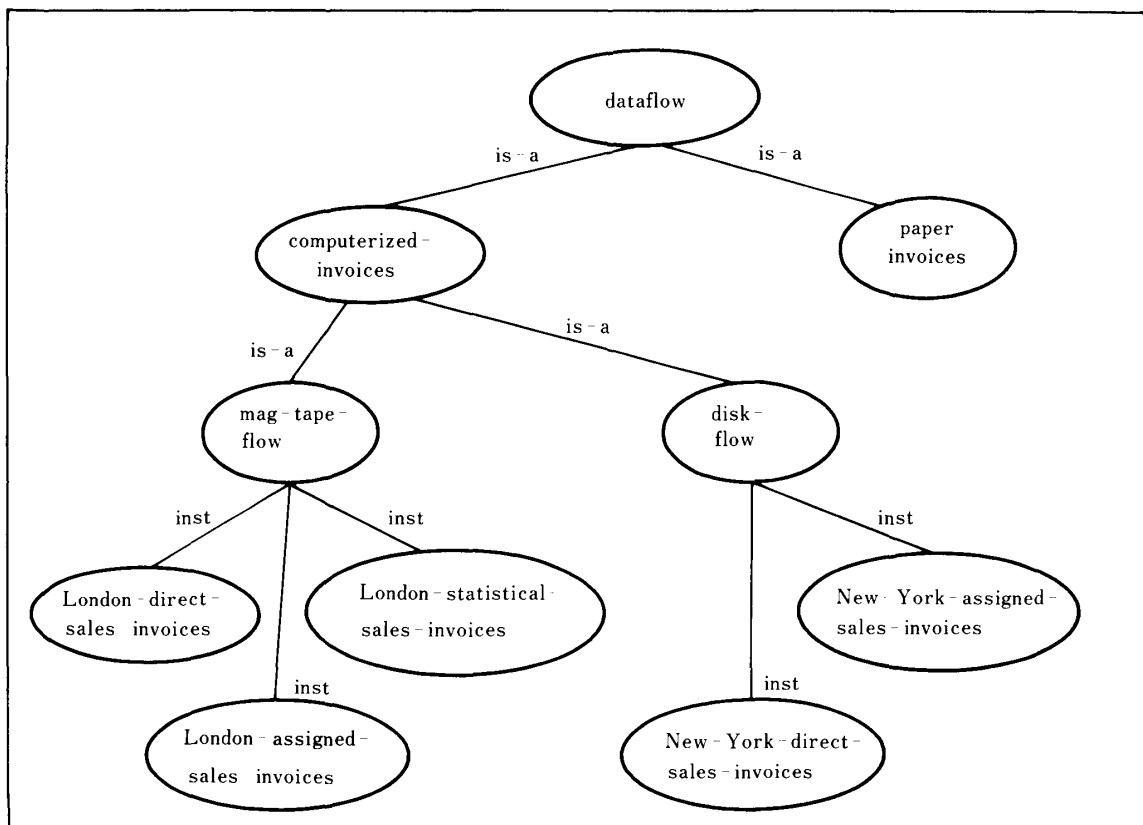 dataflow
is-a
is-a
computerized-
invoices
paper
invoices
is-a
is-a
mag-tape-
flow
disk-
flow
inst
inst
inst
London-direct-
sales invoices
London-statistical-
sales-invoices
New York-assigned-
sales-invoices
inst
inst
London-assigned-
sales invoices
New-York-direct-
sales-invoices